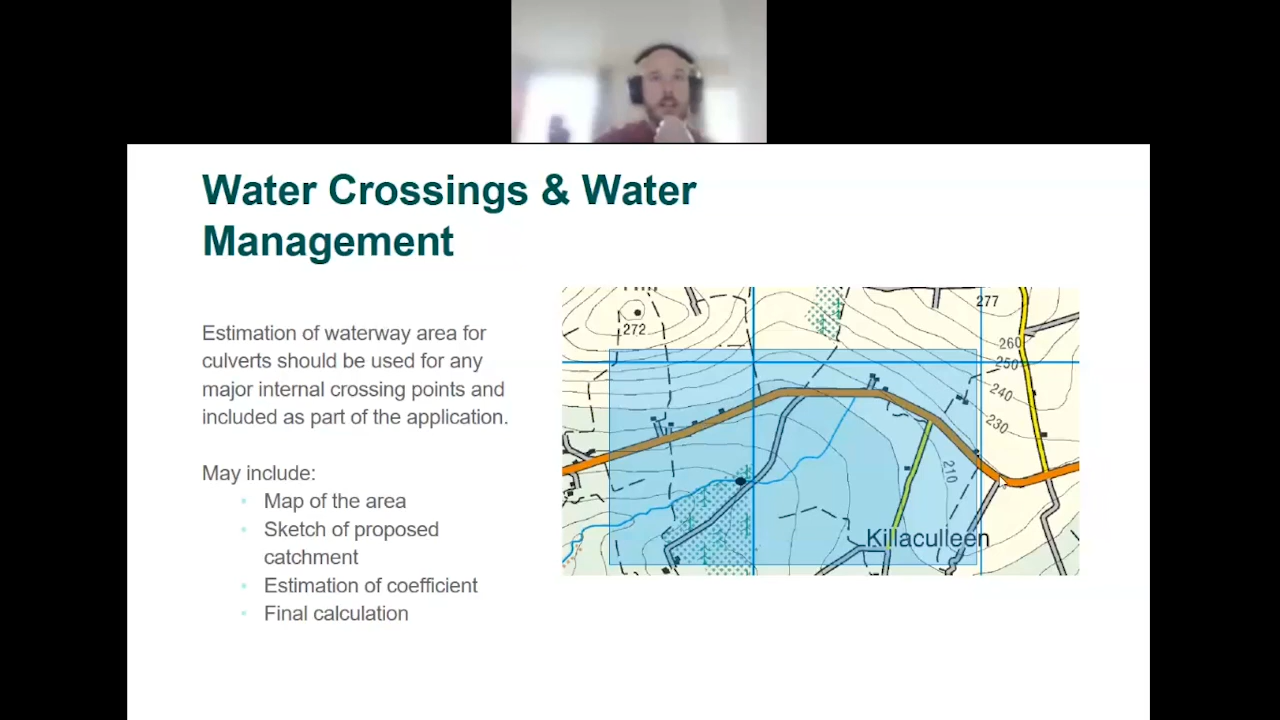 Water Crossings & Water
Management
Estimation of waterway area for
culverts should be used for any
major internal crossing points and
included as part of the application.
May include:
Map of the area
Sketch of proposed
catchment
Estimation of coefficient
Final calculation
272
277
260
250
240
230
210
Killaculleen